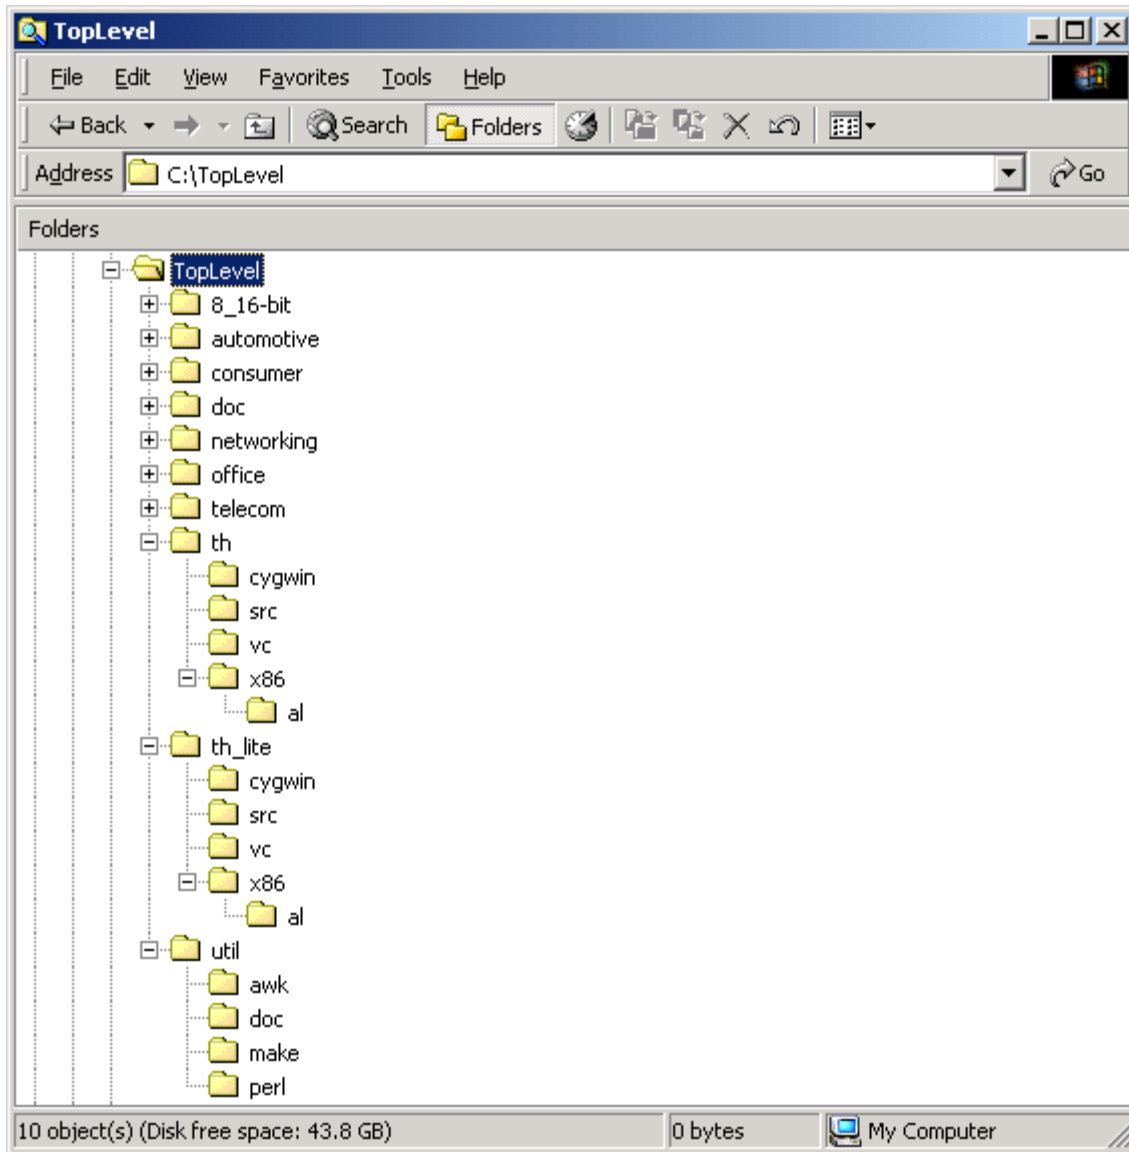 TopLevel
File Edit View Favorites Tools Help
Back Search Folders
Address C:\TopLevel Go
Folders
TopLevel
8_16-bit
automotive
consumer
doc
networking
office
telecom
th
cygwin
src
vc
x86
al
th_lite
cygwin
src
vc
x86
al
util
awk
doc
make
perl
10 object(s) (Disk free space: 43.8 GB) 0 bytes My Computer